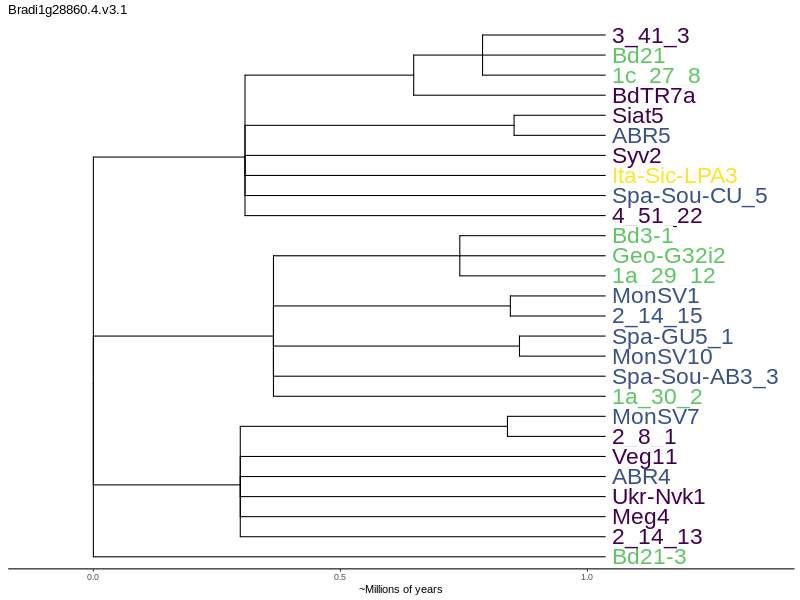 Bradi1g28860.4.v3.1
3_41_3
Bd21
1c_27_8
BdTR7a
Siat5
ABR5
Syv2
Ita-Sic-LPA3
Spa-Sou-CU_5
4_51_22
Bd3-1
Geo-G32i2
1a_29_12
MonSV1
2_14_15
Spa-GU5_1
MonSV10
Spa-Sou-AB3_3
1a_30_2
MonSV7
2_8_1
Veg11
ABR4
Ukr-Nvk1
Meg4
2_14_13
Bd21-3
0.0 0.5 1.0
~Millions of years